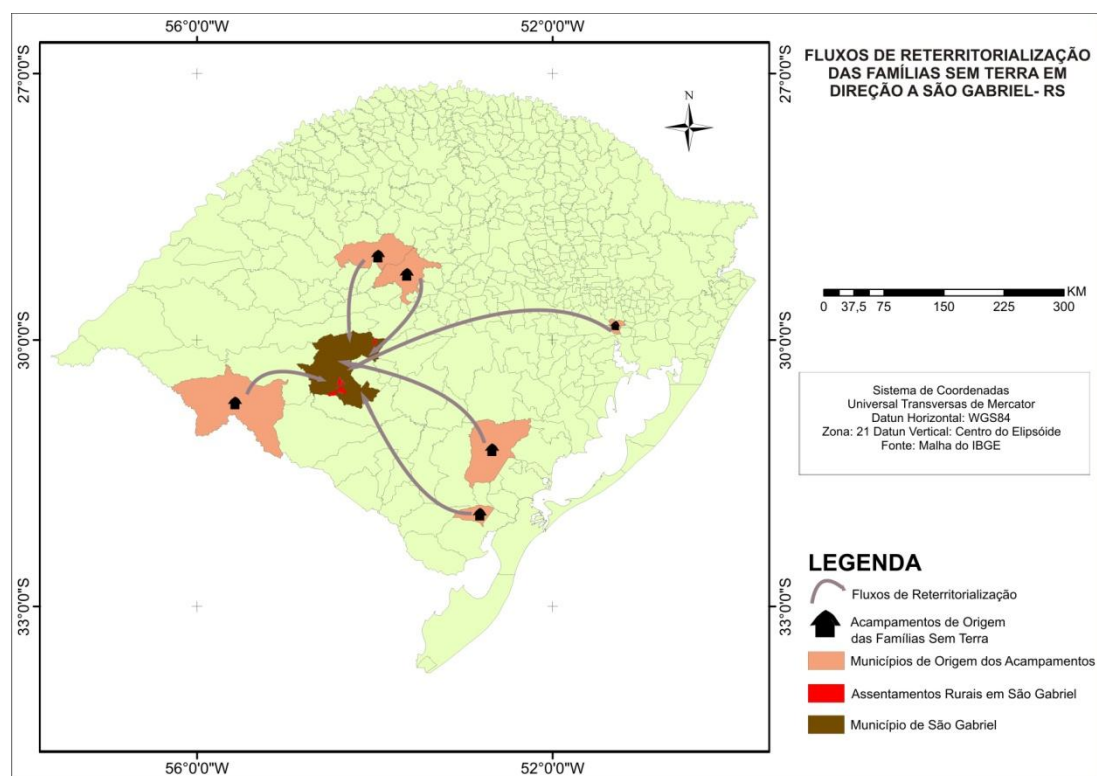 56°0'0"W
52°0'0"W
27°0'0"S
27°0'0"S
FLUXOS DE RETERRITORIALIZAÇÃO
DAS FAMÍLIAS SEM TERRA EM
DIREÇÃO A SÃO GABRIEL- RS
N
KM
0 37,5 75 150 225 300
30°0'0"S
30°0'0"S
Sistema de Coordenadas
Universal Transversas de Mercator
Datun Horizontal: WGS84
Zona: 21 Datun Vertical: Centro do Elipsóide
Fonte: Malha do IBGE
LEGENDA
Fluxos de Reterritorialização
Acampamentos de Origem
das Famílias Sem Terra
Municípios de Origem dos Acampamentos
Assentamentos Rurais em São Gabriel
Município de São Gabriel
33°0'0"S
33°0'0"S
56°0'0"W
52°0'0"W